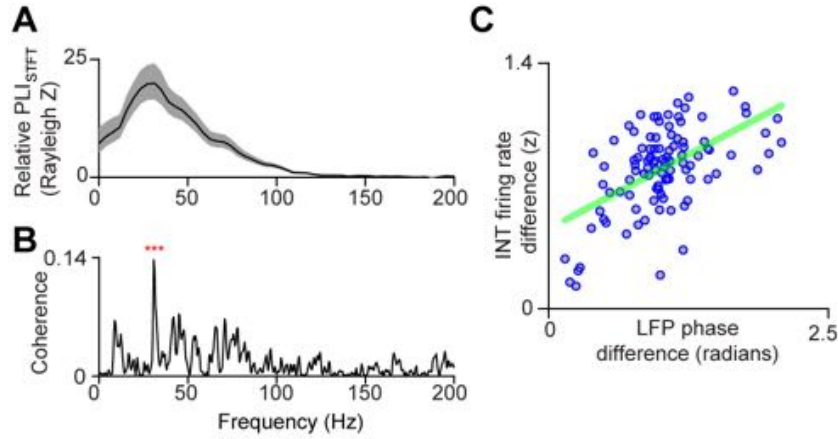 A
25
Relative PLISTFT
(Rayleigh Z)
0
0
50
100
150
200
B
***
0.14
Coherence
0
0
50
100
150
200
Frequency (Hz)
C
1.4
INT firing rate
difference (z)
0
0
LFP phase
difference (radians)
2.5